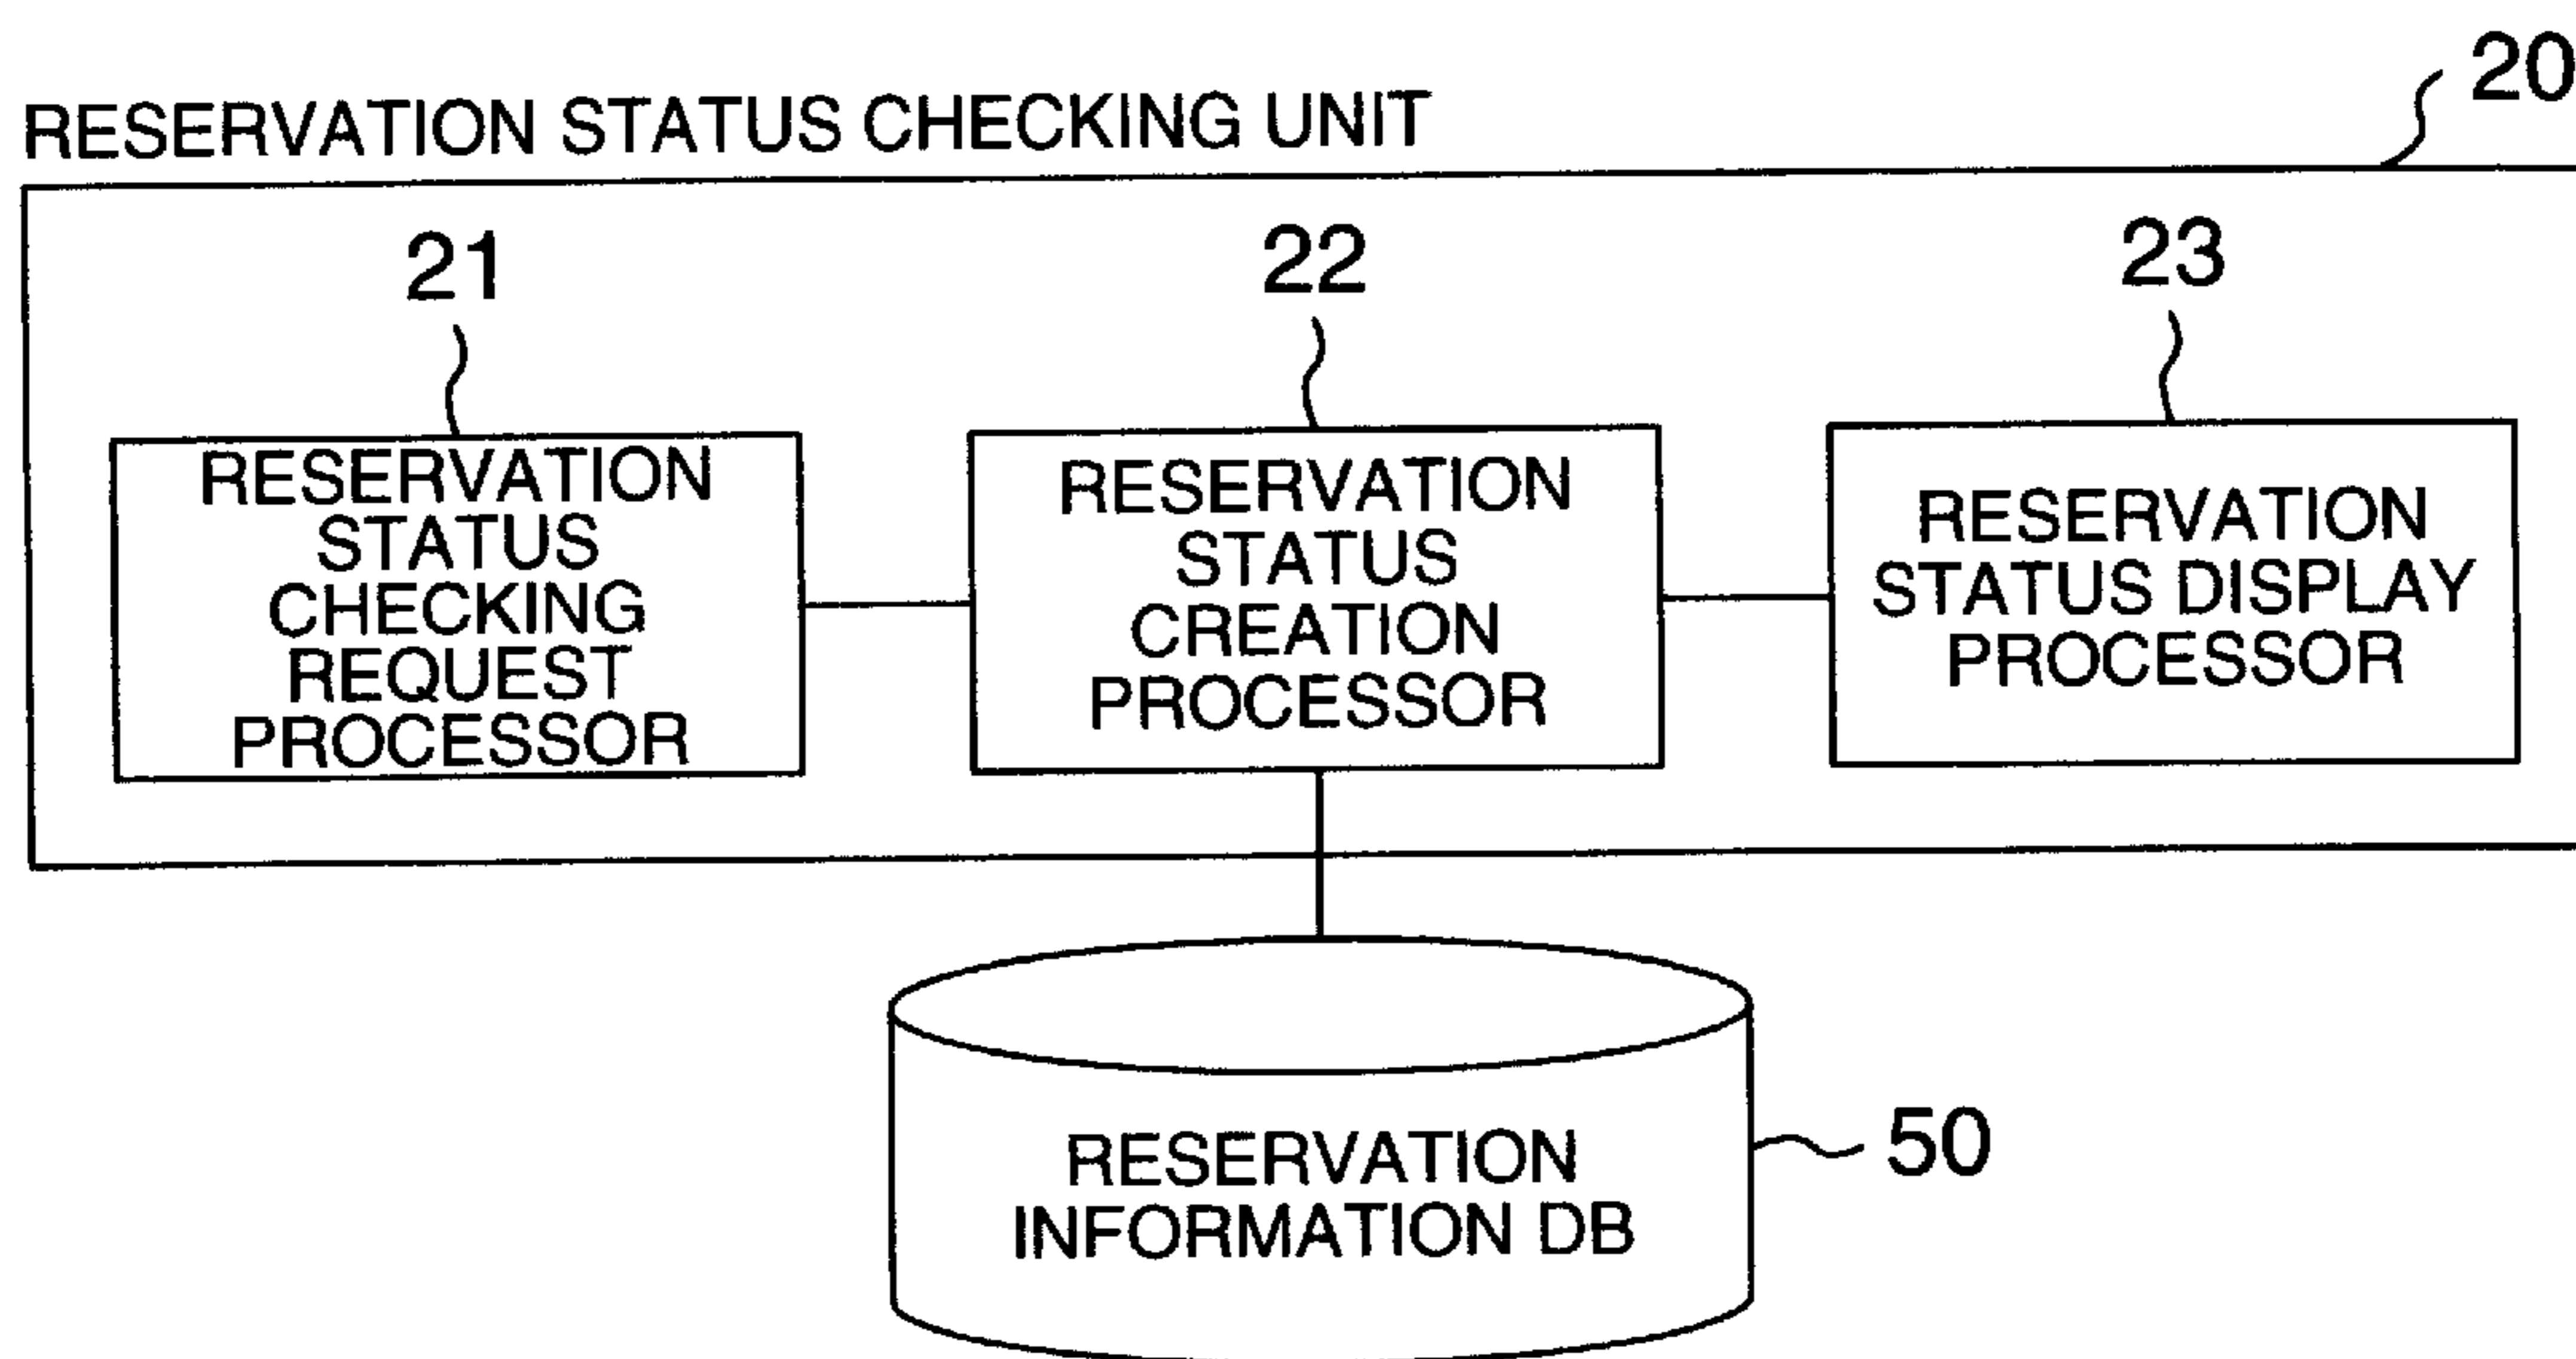 20
RESERVATION STATUS CHECKING UNIT
21
22
23
RESERVATION
STATUS
CHECKING
REQUEST
PROCESSOR
RESERVATION
STATUS
CREATION
PROCESSOR
RESERVATION
STATUS DISPLAY
PROCESSOR
RESERVATION
INFORMATION DB
50